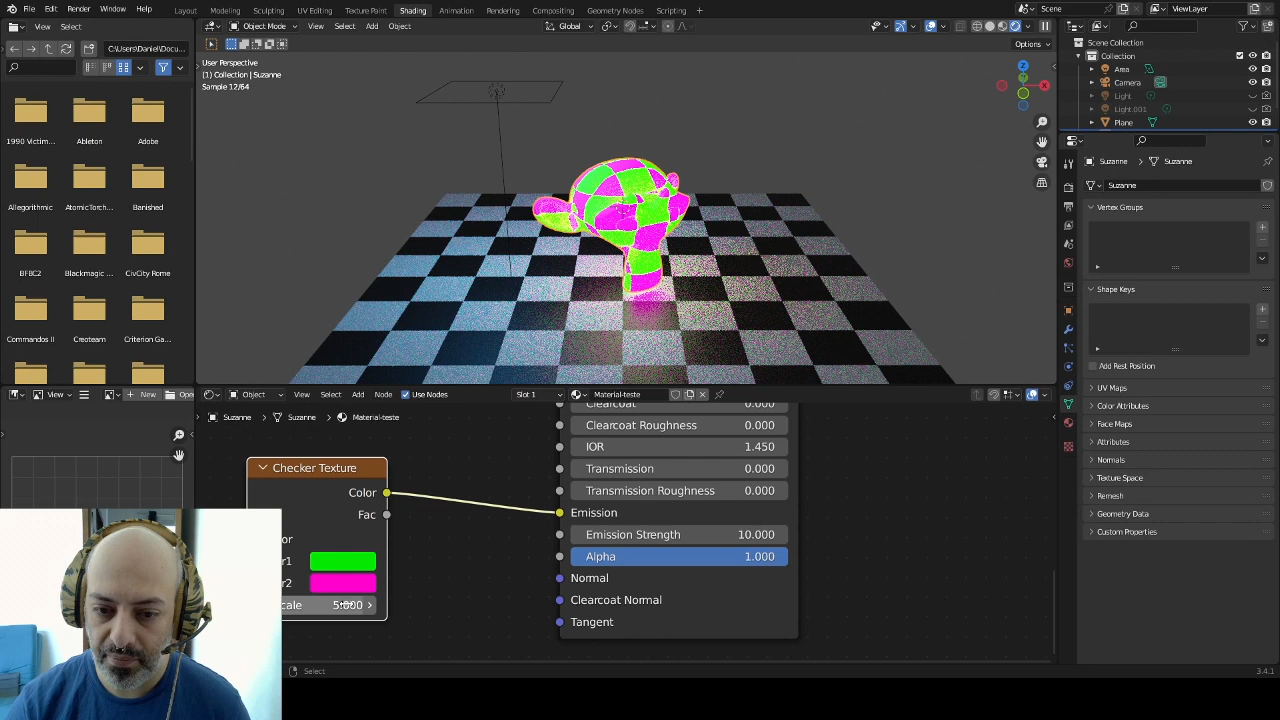 File Edit Render Window Help Layout Modeling Sculpting UV Editing Texture Paint Shading Animation Rendering Compositing Geometry Nodes Scripting Scene ViewLayer
View Select C:\Users\Daniel\Docu... Object Mode View Select Add Object Global
Options
User Perspective
(1) Collection | Suzanne
Sample 12/64
Z
Y
X
1990 Victim... Ableton Adobe
Allegorithmic AtomicTorch... Banished
BFBC2 Blackmagic ... CivCity Rome
Commandos II Creoteam Criterion Ga...
Scene Collection
Collection
Area
Camera
Light
Light.001
Plane
Suzanne Suzanne
Suzanne
Vertex Groups
Shape Keys
Add Rest Position
UV Maps
Color Attributes
Face Maps
Attributes
Normals
Texture Space
Remesh
Geometry Data
Custom Properties
View New Open
Object View Select Add Node Use Nodes Slot 1 Material-teste
Suzanne Suzanne Material-teste
Clearcoat 0.000
Clearcoat Roughness 0.000
IOR 1.450
Transmission 0.000
Transmission Roughness 0.000
Emission
Emission Strength 10.000
Alpha 1.000
Normal
Clearcoat Normal
Tangent
Checker Texture
Color
Fac
Select
3.4.1